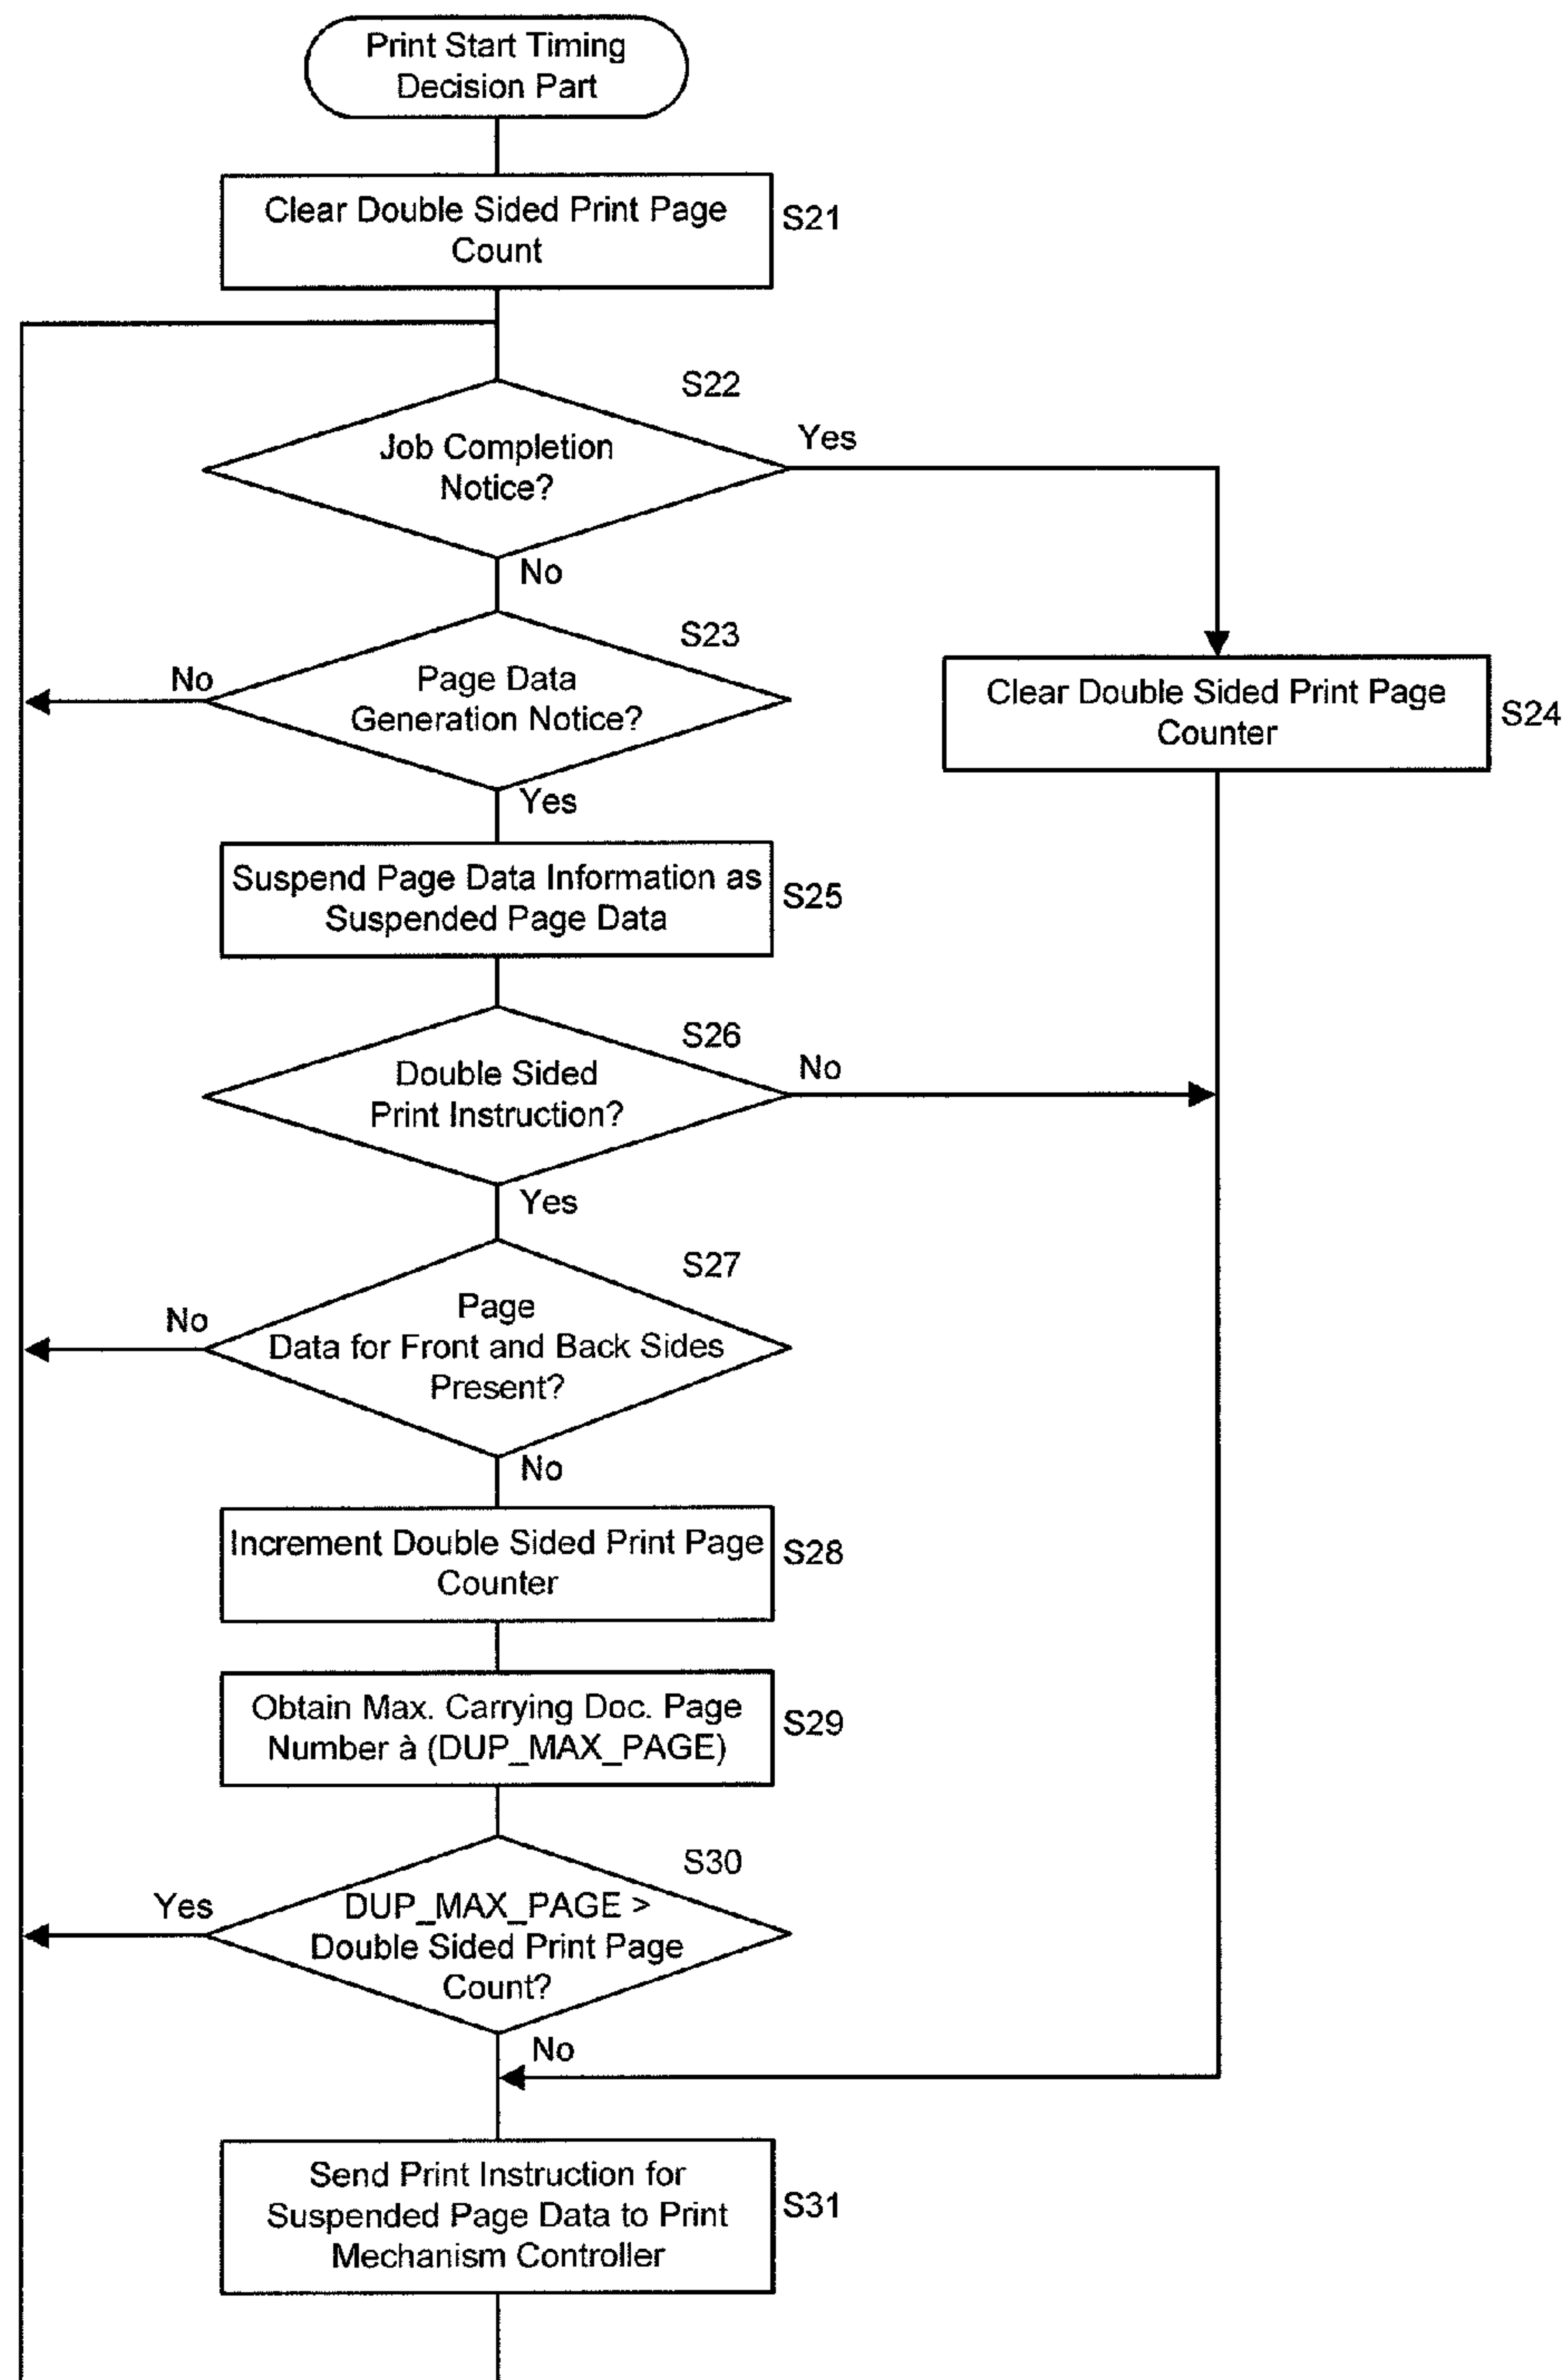 Print Start Timing
Decision Part
Clear Double Sided Print Page
Count
S21
S22
Job Completion
Notice?
Yes
No
S23
Page Data
Generation Notice?
No
Yes
Clear Double Sided Print Page
Counter
S24
Suspend Page Data Information as
Suspended Page Data
S25
S26
Double Sided
Print Instruction?
No
Yes
S27
Page
Data for Front and Back Sides
Present?
No
No
Increment Double Sided Print Page
Counter
S28
Obtain Max. Carrying Doc. Page
Number à (DUP_MAX_PAGE)
S29
S30
DUP_MAX_PAGE >
Double Sided Print Page
Count?
Yes
No
Send Print Instruction for
Suspended Page Data to Print
Mechanism Controller
S31